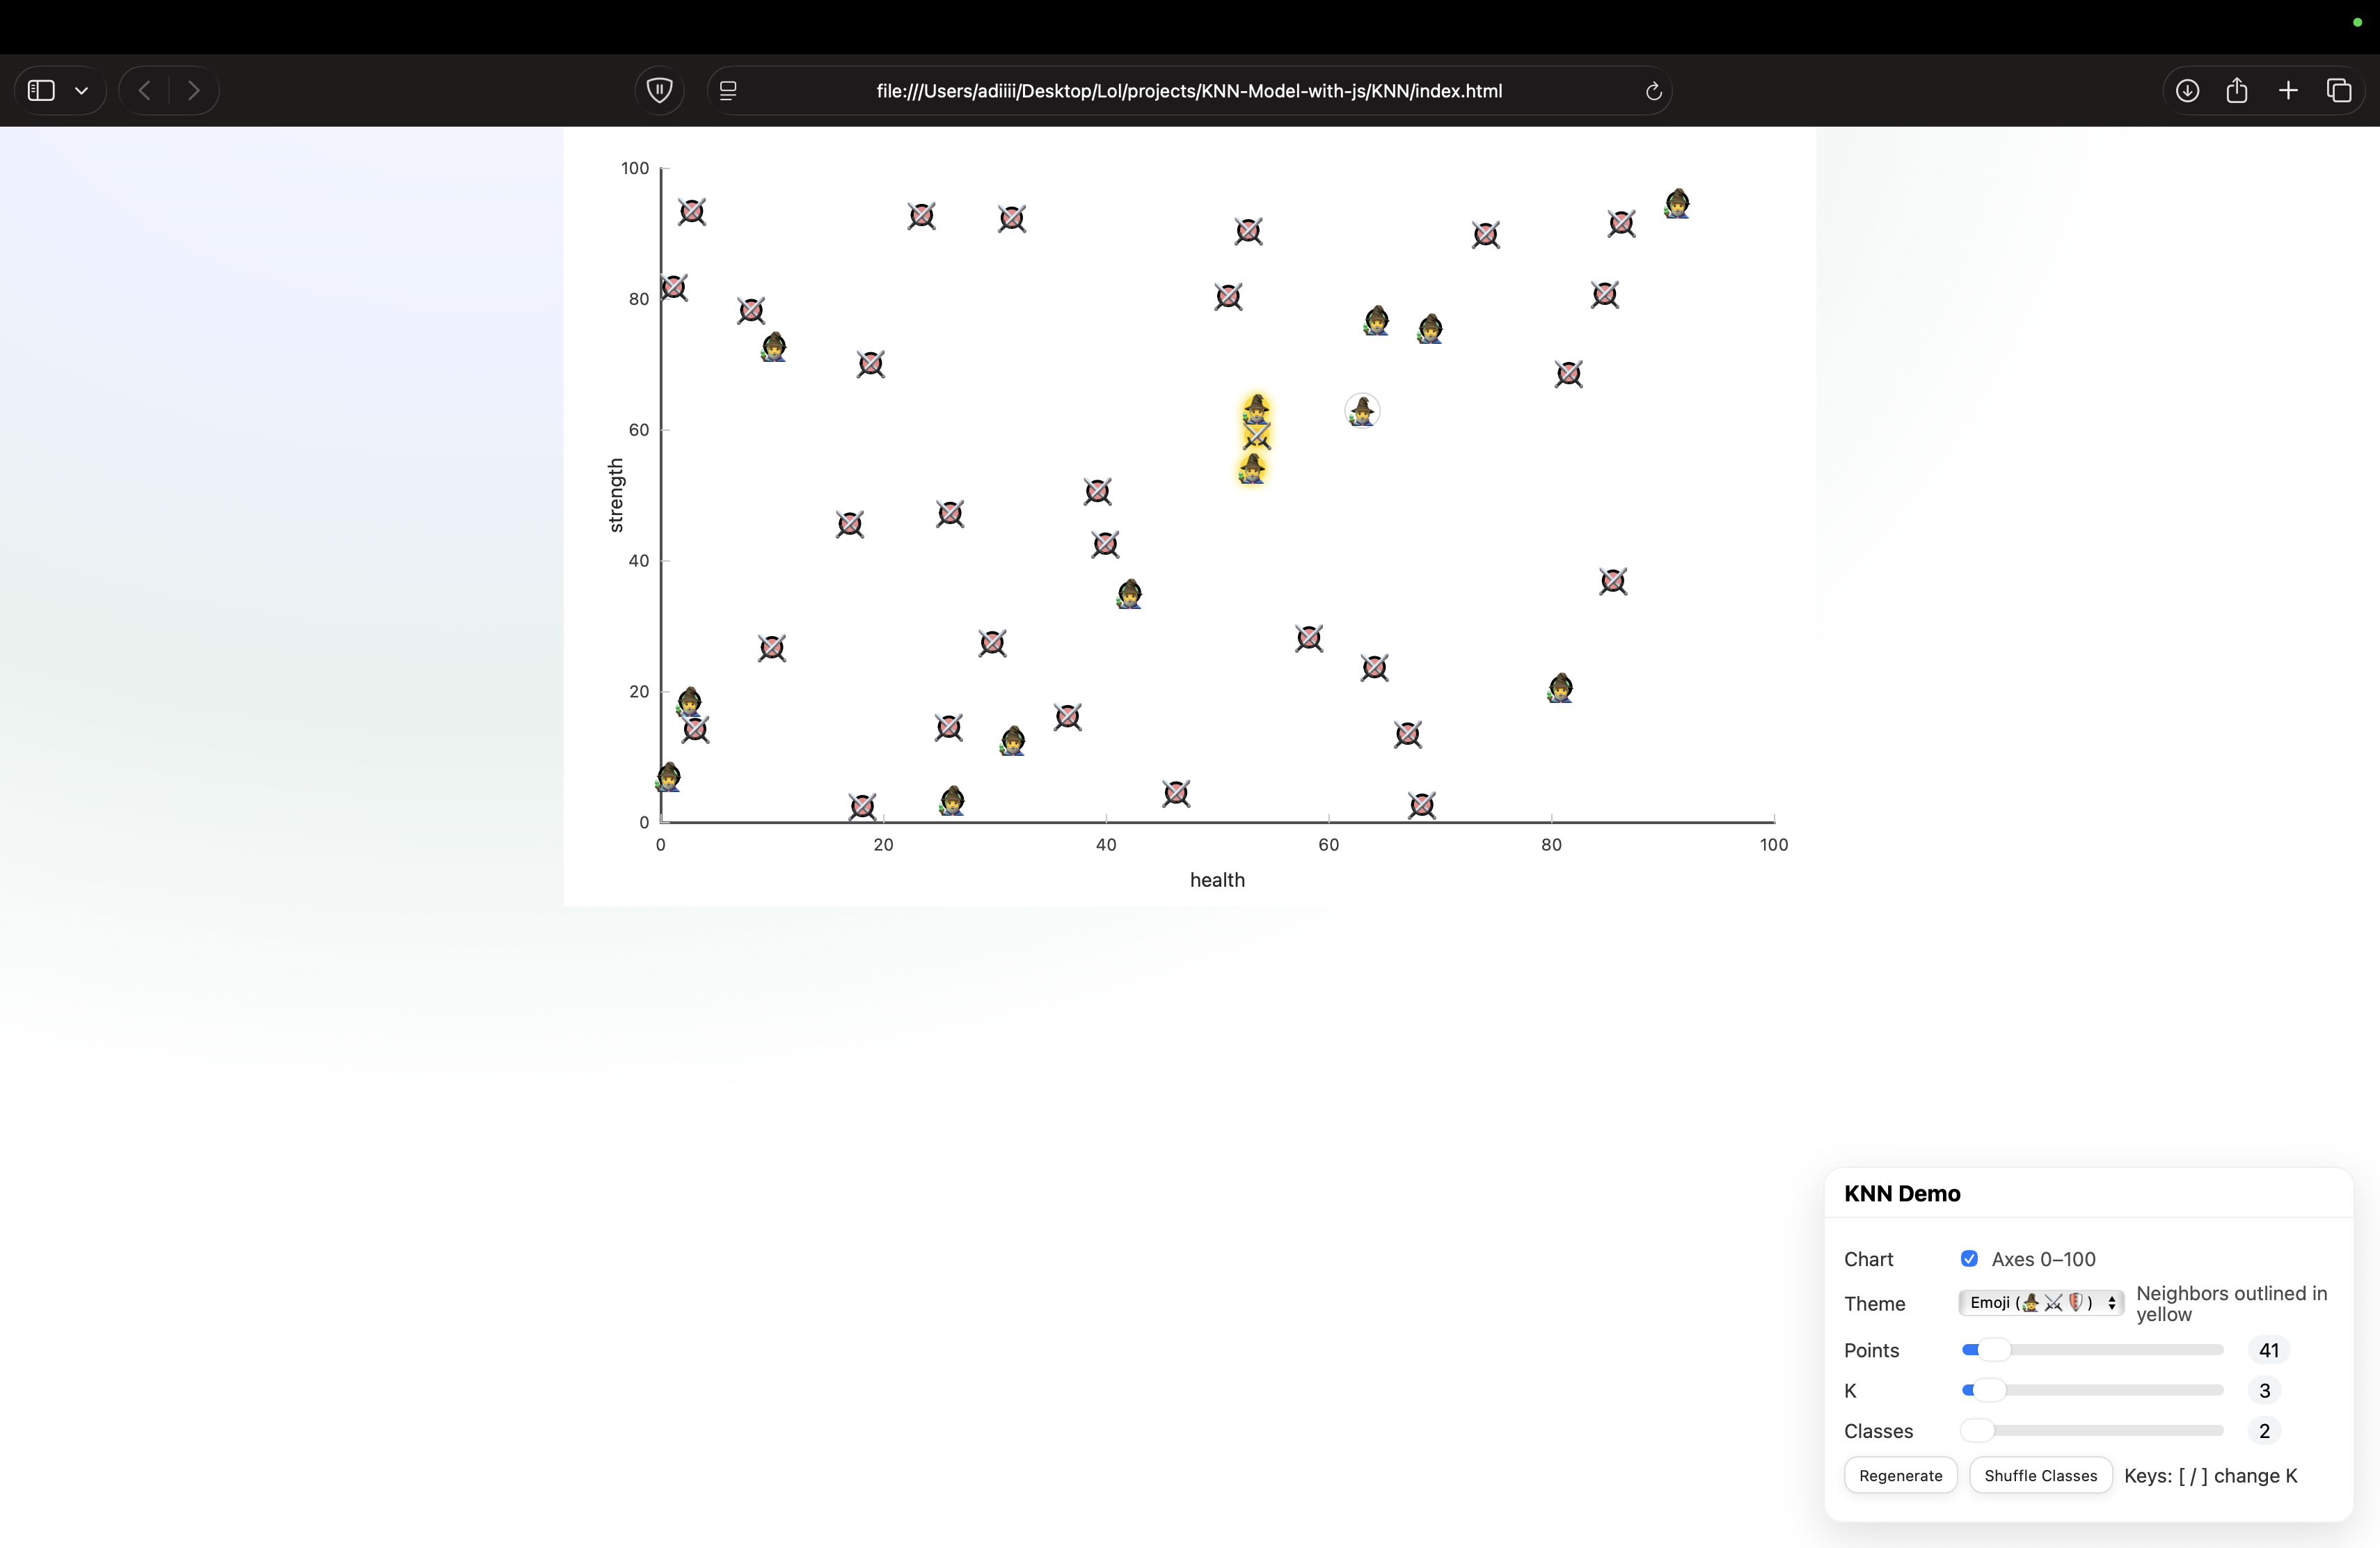 file:///Users/adiiii/Desktop/Lol/projects/KNN-Model-with-js/KNN/index.html
100
80
60
40
20
0
strength
0 20 40 60 80 100
health
KNN Demo
Chart Axes 0–100
Theme Emoji (🧙‍♂️ ⚔️ 🛡️) Neighbors outlined in
yellow
Points 41
K 3
Classes 2
Regenerate Shuffle Classes Keys: [ / ] change K